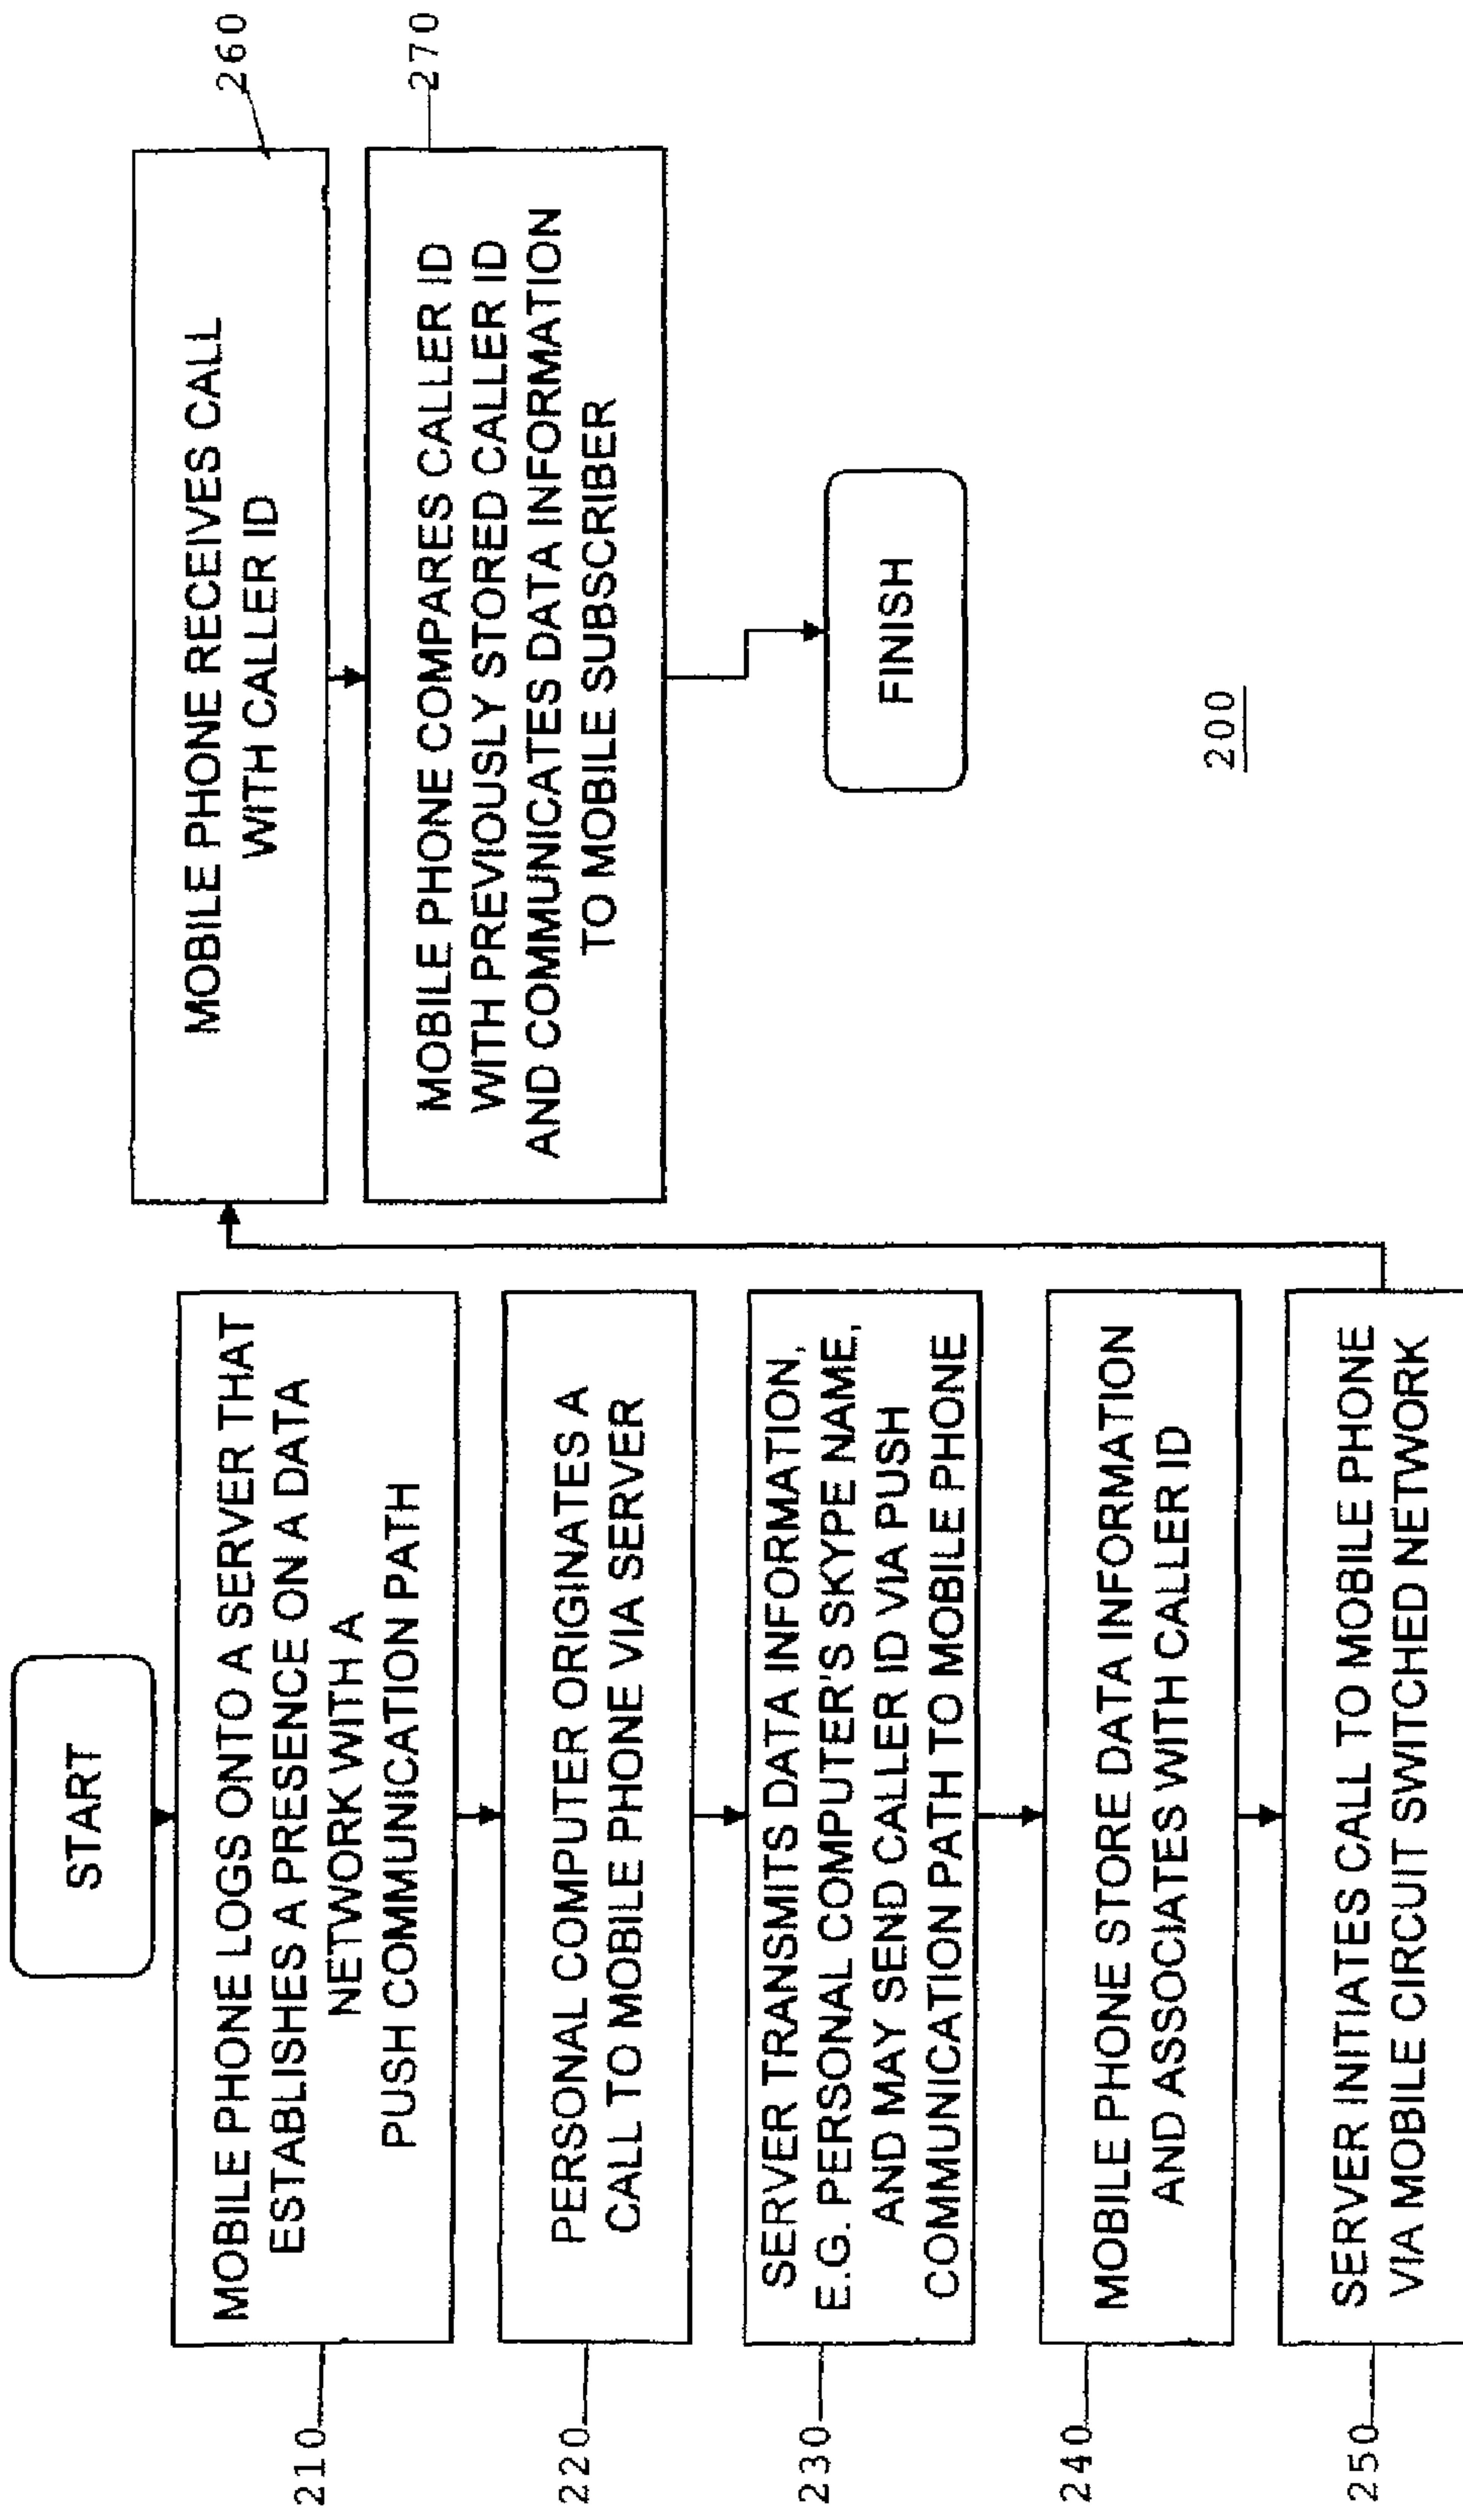 START
210
MOBILE PHONE LOGS ONTO A SERVER THAT
ESTABLISHES A PRESENCE ON A DATA
NETWORK WITH A
PUSH COMMUNICATION PATH
220
PERSONAL COMPUTER ORIGINATES A
CALL TO MOBILE PHONE VIA SERVER
230
SERVER TRANSMITS DATA INFORMATION,
E.G. PERSONAL COMPUTER'S SKYPE NAME,
AND MAY SEND CALLER ID VIA PUSH
COMMUNICATION PATH TO MOBILE PHONE
240
MOBILE PHONE STORE DATA INFORMATION
AND ASSOCIATES WITH CALLER ID
250
SERVER INITIATES CALL TO MOBILE PHONE
VIA MOBILE CIRCUIT SWITCHED NETWORK
260
MOBILE PHONE RECEIVES CALL
WITH CALLER ID
270
MOBILE PHONE COMPARES CALLER ID
WITH PREVIOUSLY STORED CALLER ID
AND COMMUNICATES DATA INFORMATION
TO MOBILE SUBSCRIBER
FINISH
200